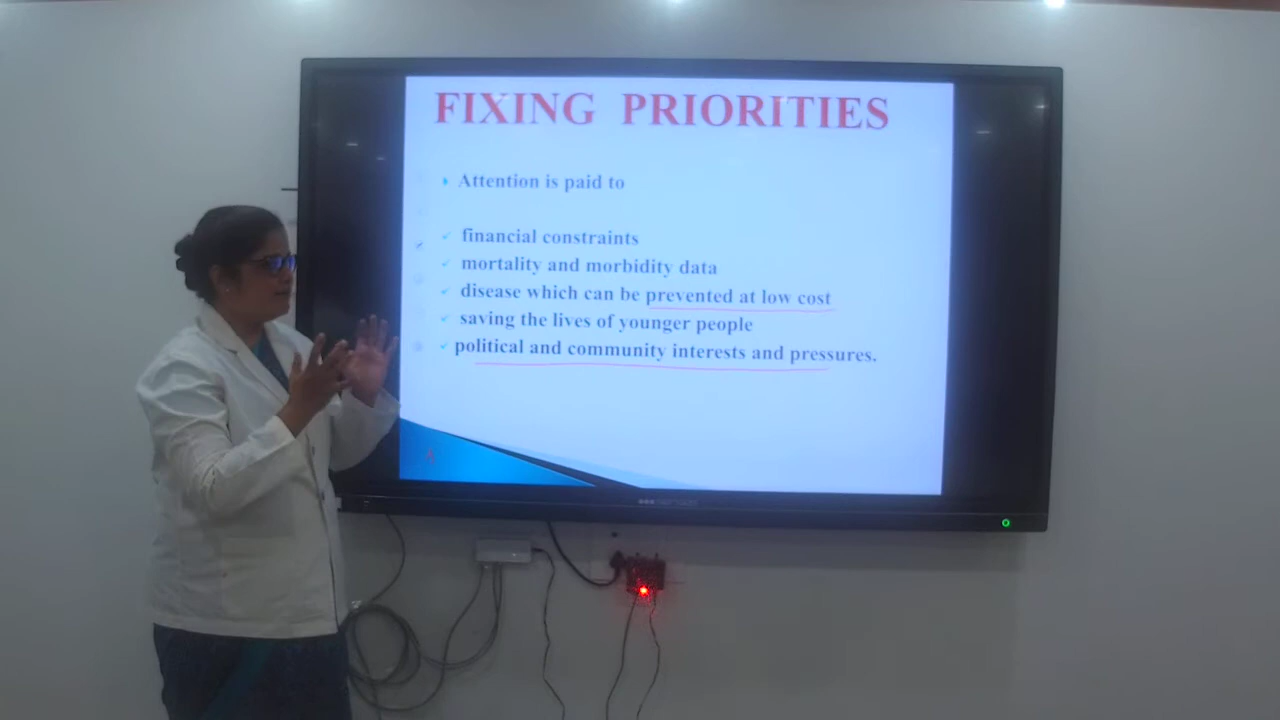 FIXING PRIORITIES
Attention is paid to
financial constraints
mortality and morbidity data
disease which can be prevented at low cost
saving the lives of younger people
political and community interests and pressures.